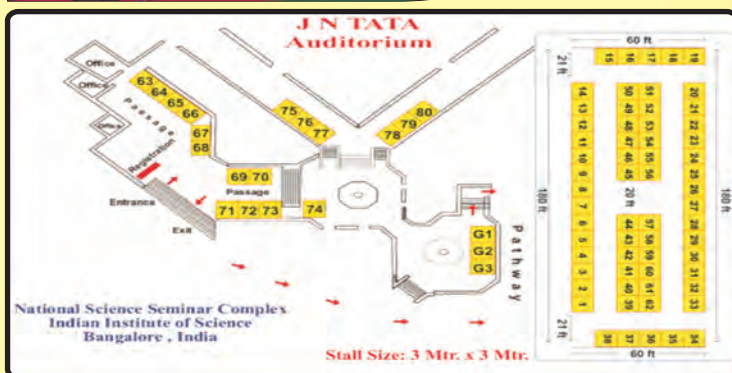 J N TATA
Auditorium
Office
Office
Office
Passage
Registration
Entrance
Exit
63
64
65
66
67
68
69 70
Passage
71 72 73
74
75
76
77
78
79
80
G1
G2
G3
Pathway
National Science Seminar Complex
Indian Institute of Science
Bangalore , India
Stall Size: 3 Mtr. x 3 Mtr.
60 ft
21 ft
15 16 17 18 19
180 ft
14 13 12 11 10 9 8 7 6 5 4 3 2 1
50 49 48 47 46 45
51 52 53 54 55 56
20 ft
44 43 42 41 40 39
57 58 59 60 61 62
20 21 22 23 24 25 26 27 28 29 30 31 32 33
180 ft
21 ft
38 37 36 35 34
60 ft